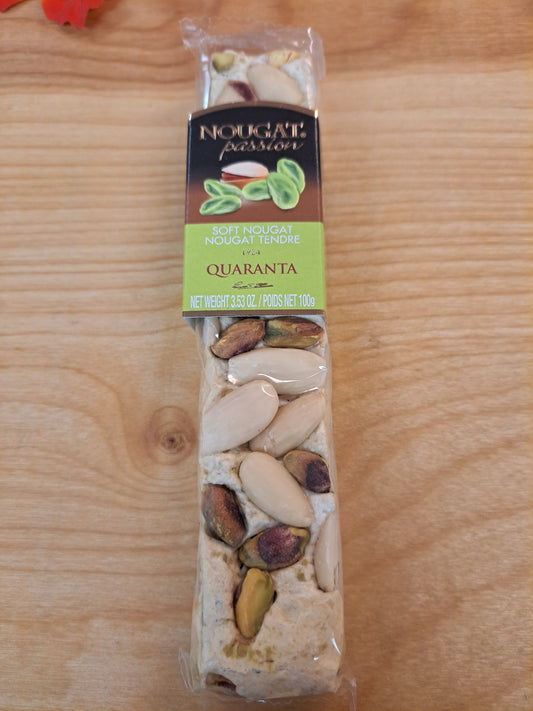 NOUGAT®
passion
SOFT NOUGAT
NOUGAT TENDRE
QUARANTA
NET WEIGHT 3.53 OZ. / POIDS NET 100g